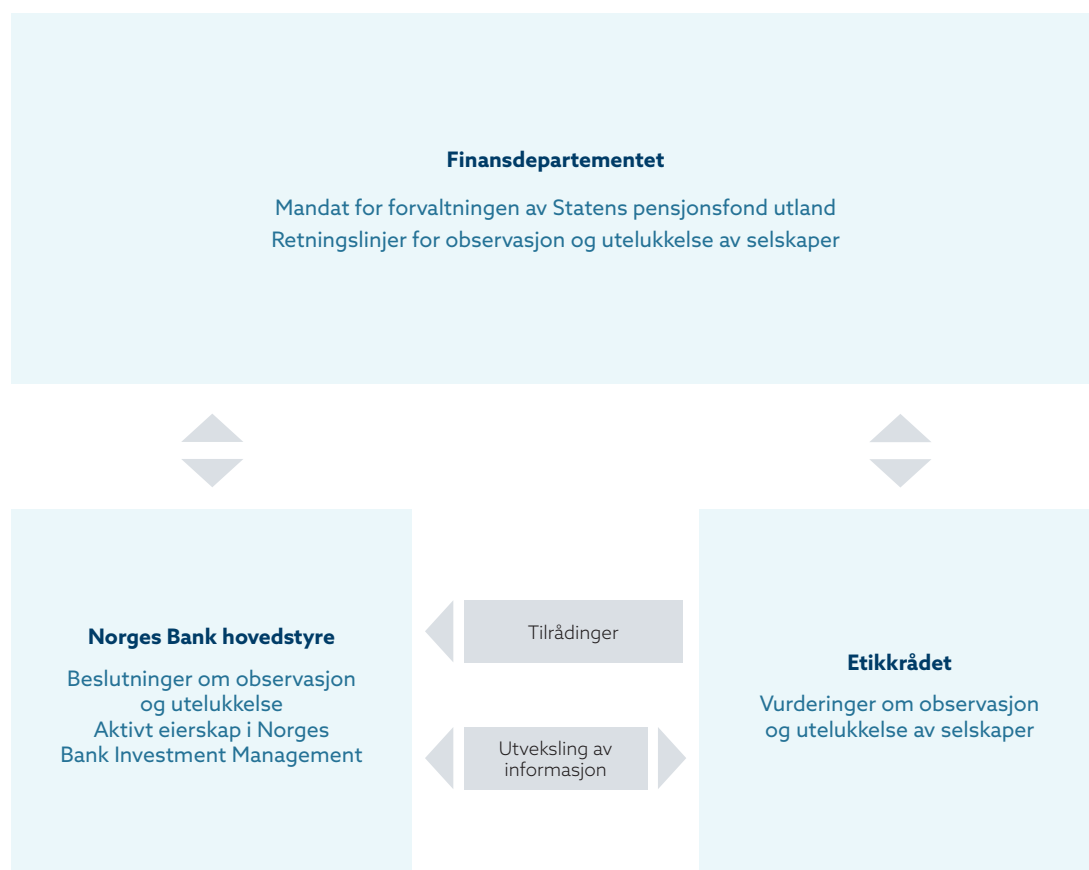 Finansdepartementet
Mandat for forvaltningen av Statens pensjonsfond utland
Retningslinjer for observasjon og utelukkelse av selskaper
Norges Bank hovedstyre
Beslutninger om observasjon
og utelukkelse
Aktivt eierskap i Norges
Bank Investment Management
Tilrådinger
Utveksling av
informasjon
Etikkrådet
Vurderinger om observasjon
og utelukkelse av selskaper